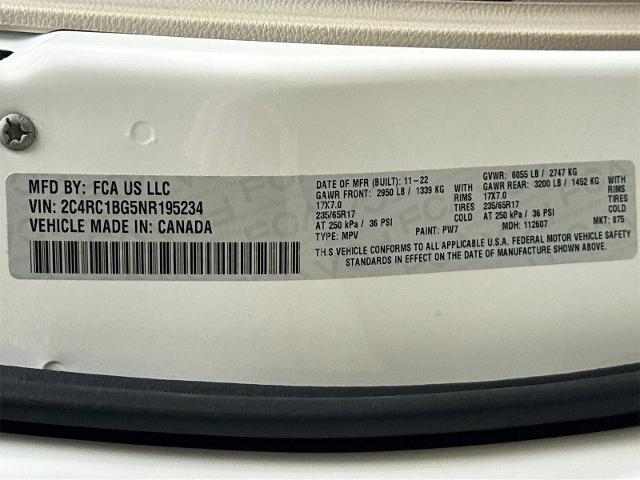 MFD BY: FCA US LLC
VIN: 2C4RC1BG5NR195234
VEHICLE MADE IN: CANADA
DATE OF MFR (BUILT): 11-22 GVWR: 6055 LB / 2747 KG
GAWR FRONT: 2950 LB / 1339 KG WITH GAWR REAR: 3200 LB / 1452 KG WITH
17X7.0 RIMS 17X7.0 RIMS
235/65R17 TIRES 235/65R17 TIRES
AT 250 kPa / 36 PSI COLD AT 250 kPa / 36 PSI COLD
TYPE: MPV PAINT: PW7 MDH: 112607 MKT: 875
THIS VEHICLE CONFORMS TO ALL APPLICABLE U.S.A. FEDERAL MOTOR VEHICLE SAFETY
STANDARDS IN EFFECT ON THE DATE OF MANUFACTURE SHOWN ABOVE.